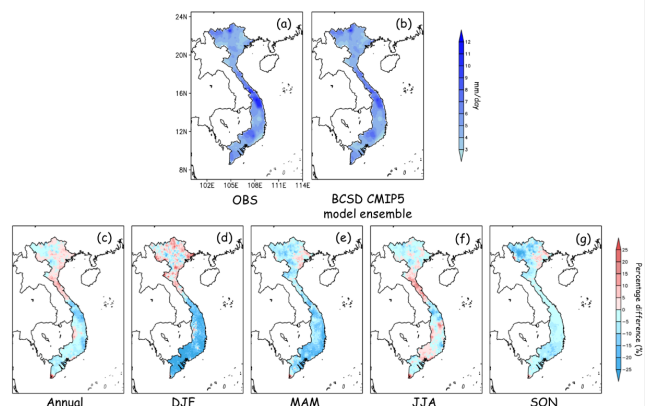 24N
20N
16N
12N
8N
102E 105E 108E 111E 114E
(a)
(b)
12
11
10
9
8
7
6
5
4
3
mm/day
OBS
BCSD CMIP5
model ensemble
(c)
(d)
(e)
(f)
(g)
25
20
15
10
5
0
-5
-10
-15
-20
-25
Percentage difference (%)
Annual
DJF
MAM
JJA
SON